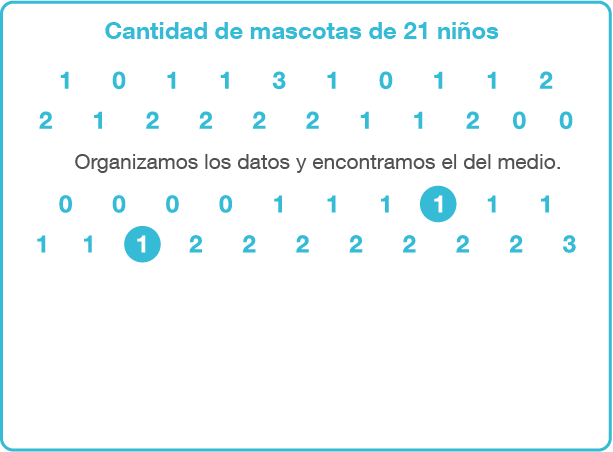 Cantidad de mascotas de 21 niños
1 0 1 1 3 1 0 1 1 2
2 1 2 2 2 2 1 1 2 0 0
Organizamos los datos y encontramos el del medio.
0 0 0 0 1 1 1 1 1 1
1 1 1 2 2 2 2 2 2 2 3